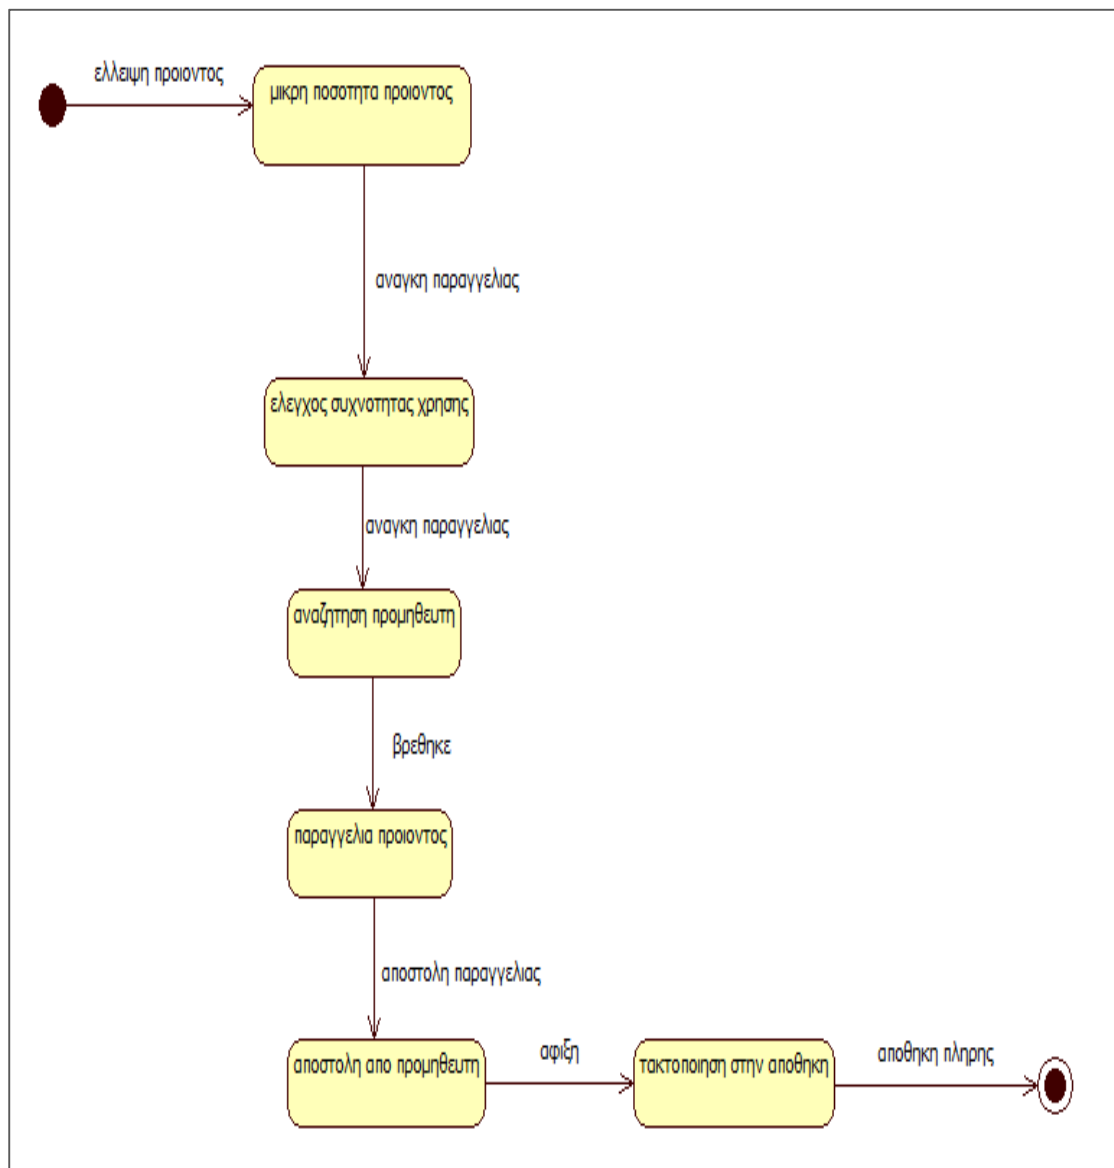 ελλειψη προιοντος
μικρη ποσοτητα προιοντος
αναγκη παραγγελιας
ελεγχος συχνοτητας χρησης
αναγκη παραγγελιας
αναζητηση προμηθευτη
βρεθηκε
παραγγελια προιοντος
αποστολη παραγγελιας
αποστολη απο προμηθευτη
αφιξη
τακτοποιηση στην αποθηκη
αποθηκη πληρης